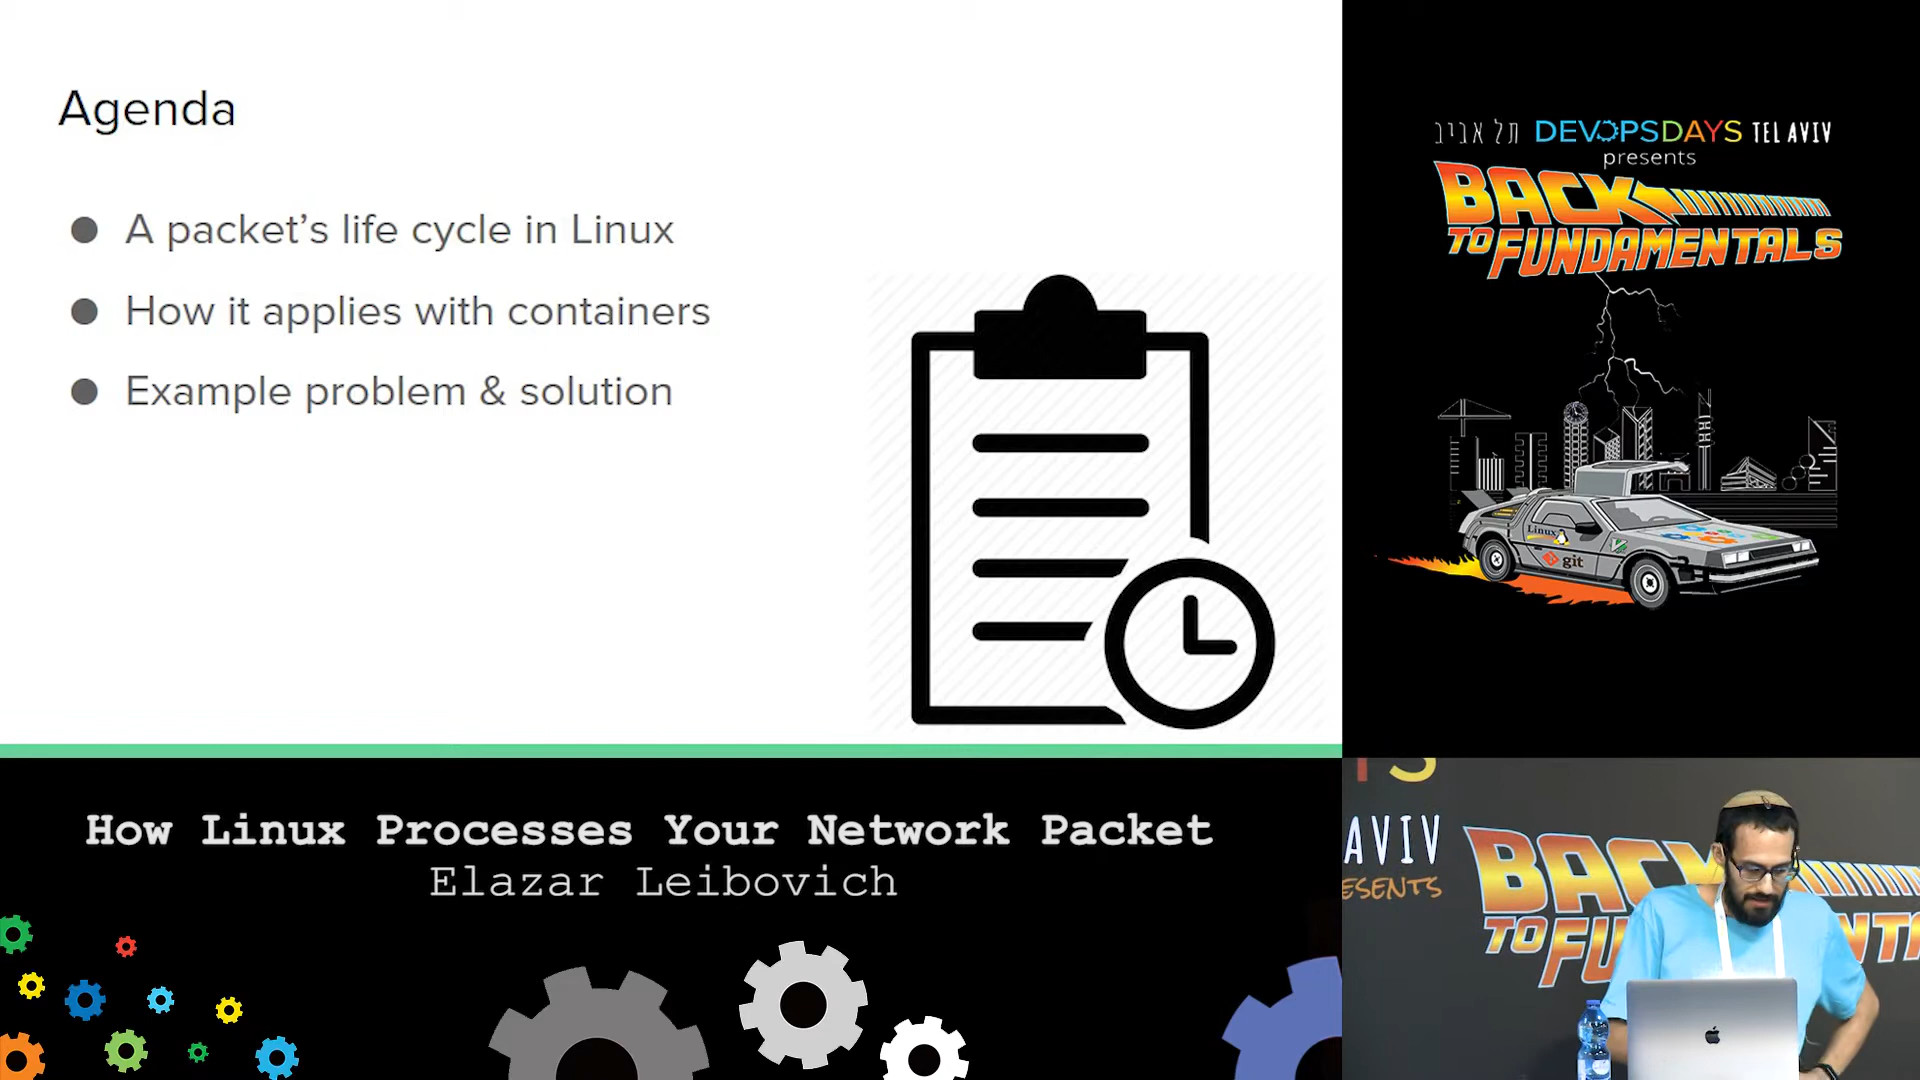 Agenda
● A packet’s life cycle in Linux
● How it applies with containers
● Example problem & solution
תל אביב DEVOPSDAYS TEL AVIV
presents
BACK
TO FUNDAMENTALS
Linux
git
How Linux Processes Your Network Packet
Elazar Leibovich
YS
AVIV
ESENTS
BACK
TO FU NTA